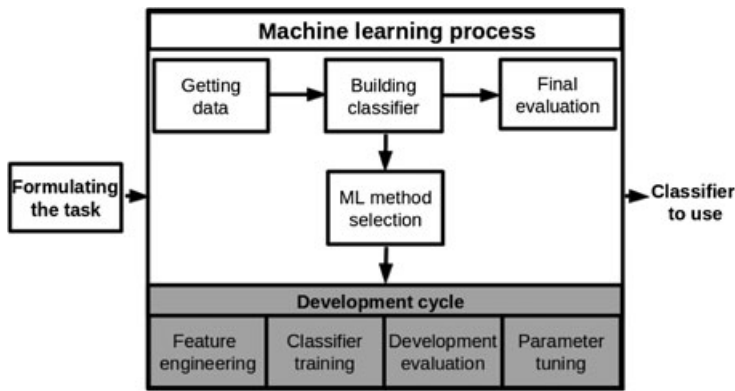 Machine learning process
Getting
data
Building
classifier
Final
evaluation
Formulating
the task
ML method
selection
Classifier
to use
Development cycle
Feature
engineering
Classifier
training
Development
evaluation
Parameter
tuning